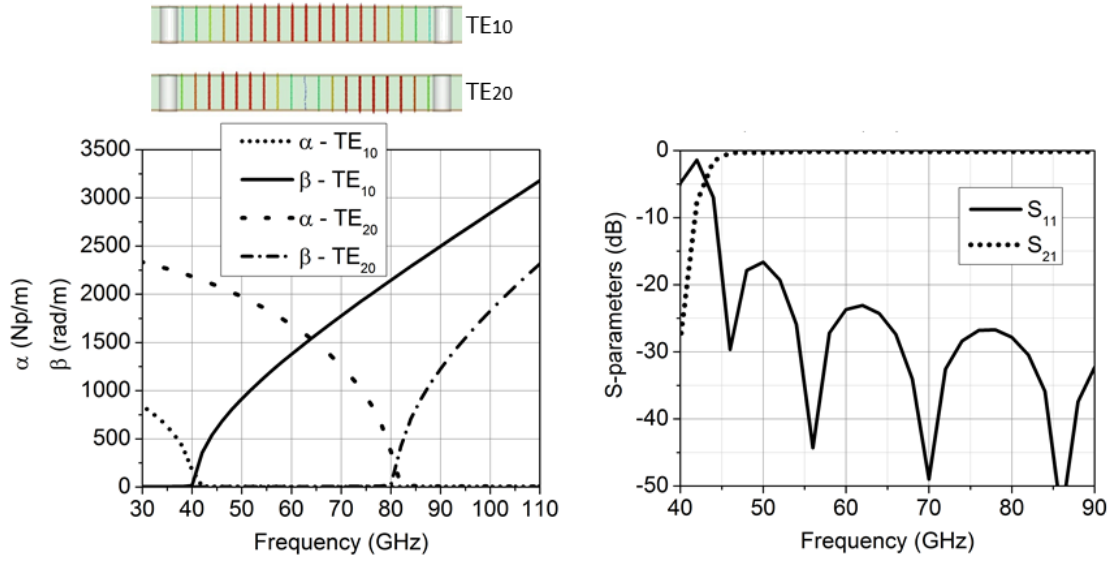 TE10
TE20
α - TE10
β - TE10
α - TE20
β - TE20
3500
3000
2500
2000
1500
1000
500
0
α (Np/m)
β (rad/m)
30 40 50 60 70 80 90 100 110
Frequency (GHz)
0
-10
-20
-30
-40
-50
S-parameters (dB)
S11
S21
40 50 60 70 80 90
Frequency (GHz)